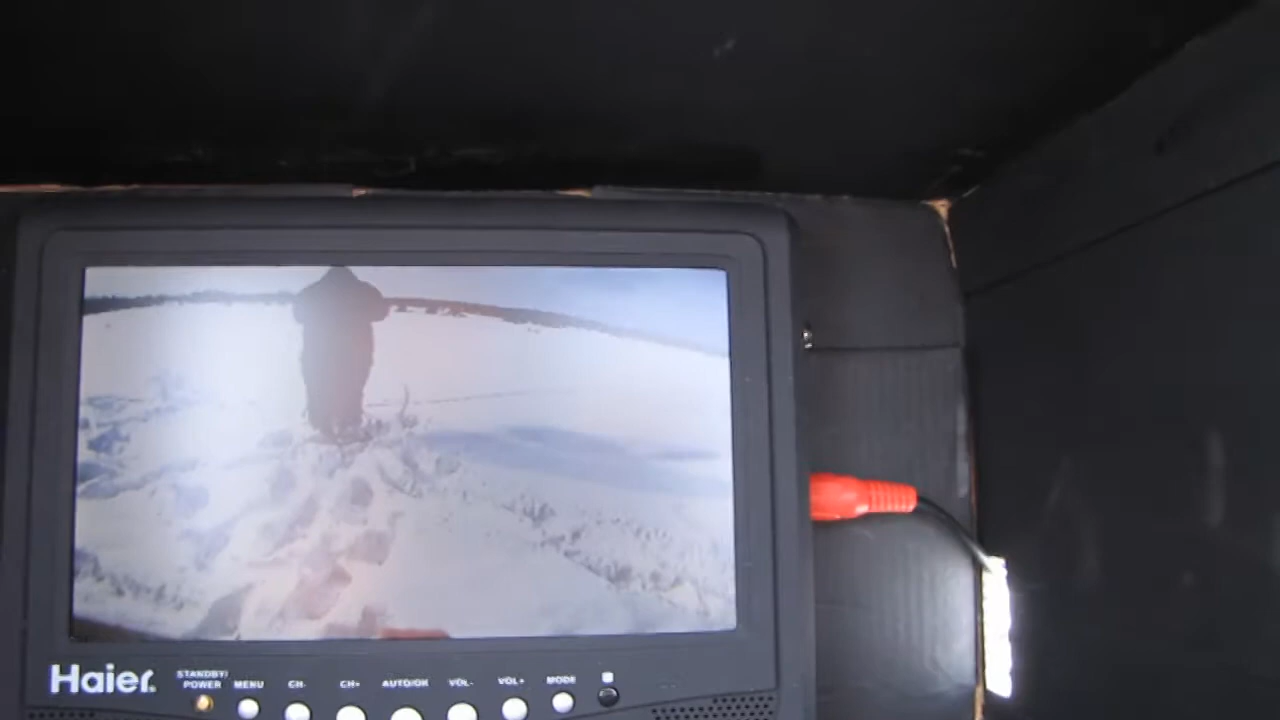 Haier
STANDBY/
POWER
MENU
CH-
CH+
AUTO/OK
VOL-
VOL+
MODE